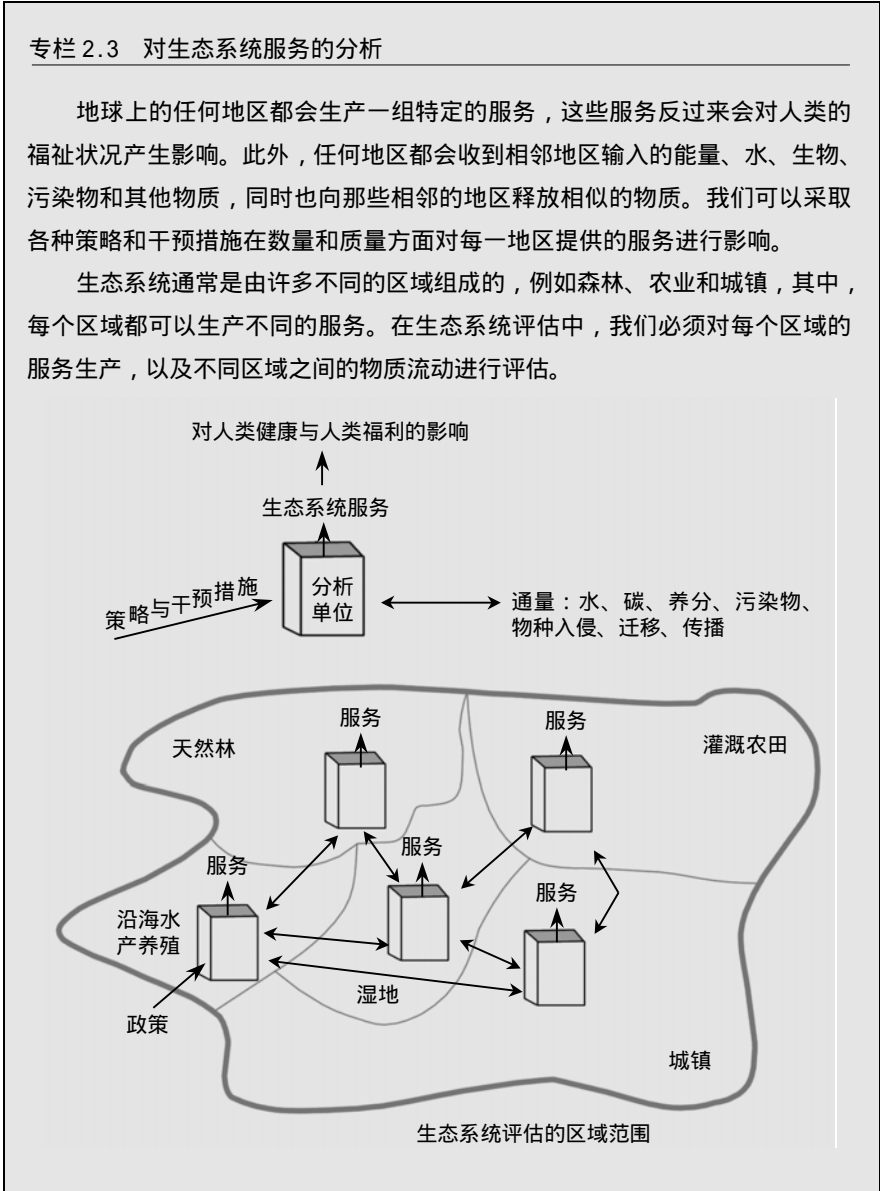 专栏 2.3　对生态系统服务的分析
地球上的任何地区都会生产一组特定的服务，这些服务反过来会对人类的
福祉状况产生影响。此外，任何地区都会收到相邻地区输入的能量、水、生物、
污染物和其他物质，同时也向那些相邻的地区释放相似的物质。我们可以采取
各种策略和干预措施在数量和质量方面对每一地区提供的服务进行影响。
生态系统通常是由许多不同的区域组成的，例如森林、农业和城镇，其中，
每个区域都可以生产不同的服务。在生态系统评估中，我们必须对每个区域的
服务生产，以及不同区域之间的物质流动进行评估。
对人类健康与人类福利的影响
生态系统服务
策略与干预措施
分析
单位
通量：水、碳、养分、污染物、
物种入侵、迁移、传播
服务
服务
天然林
灌溉农田
服务
服务
服务
沿海水
产养殖
湿地
政策
城镇
生态系统评估的区域范围